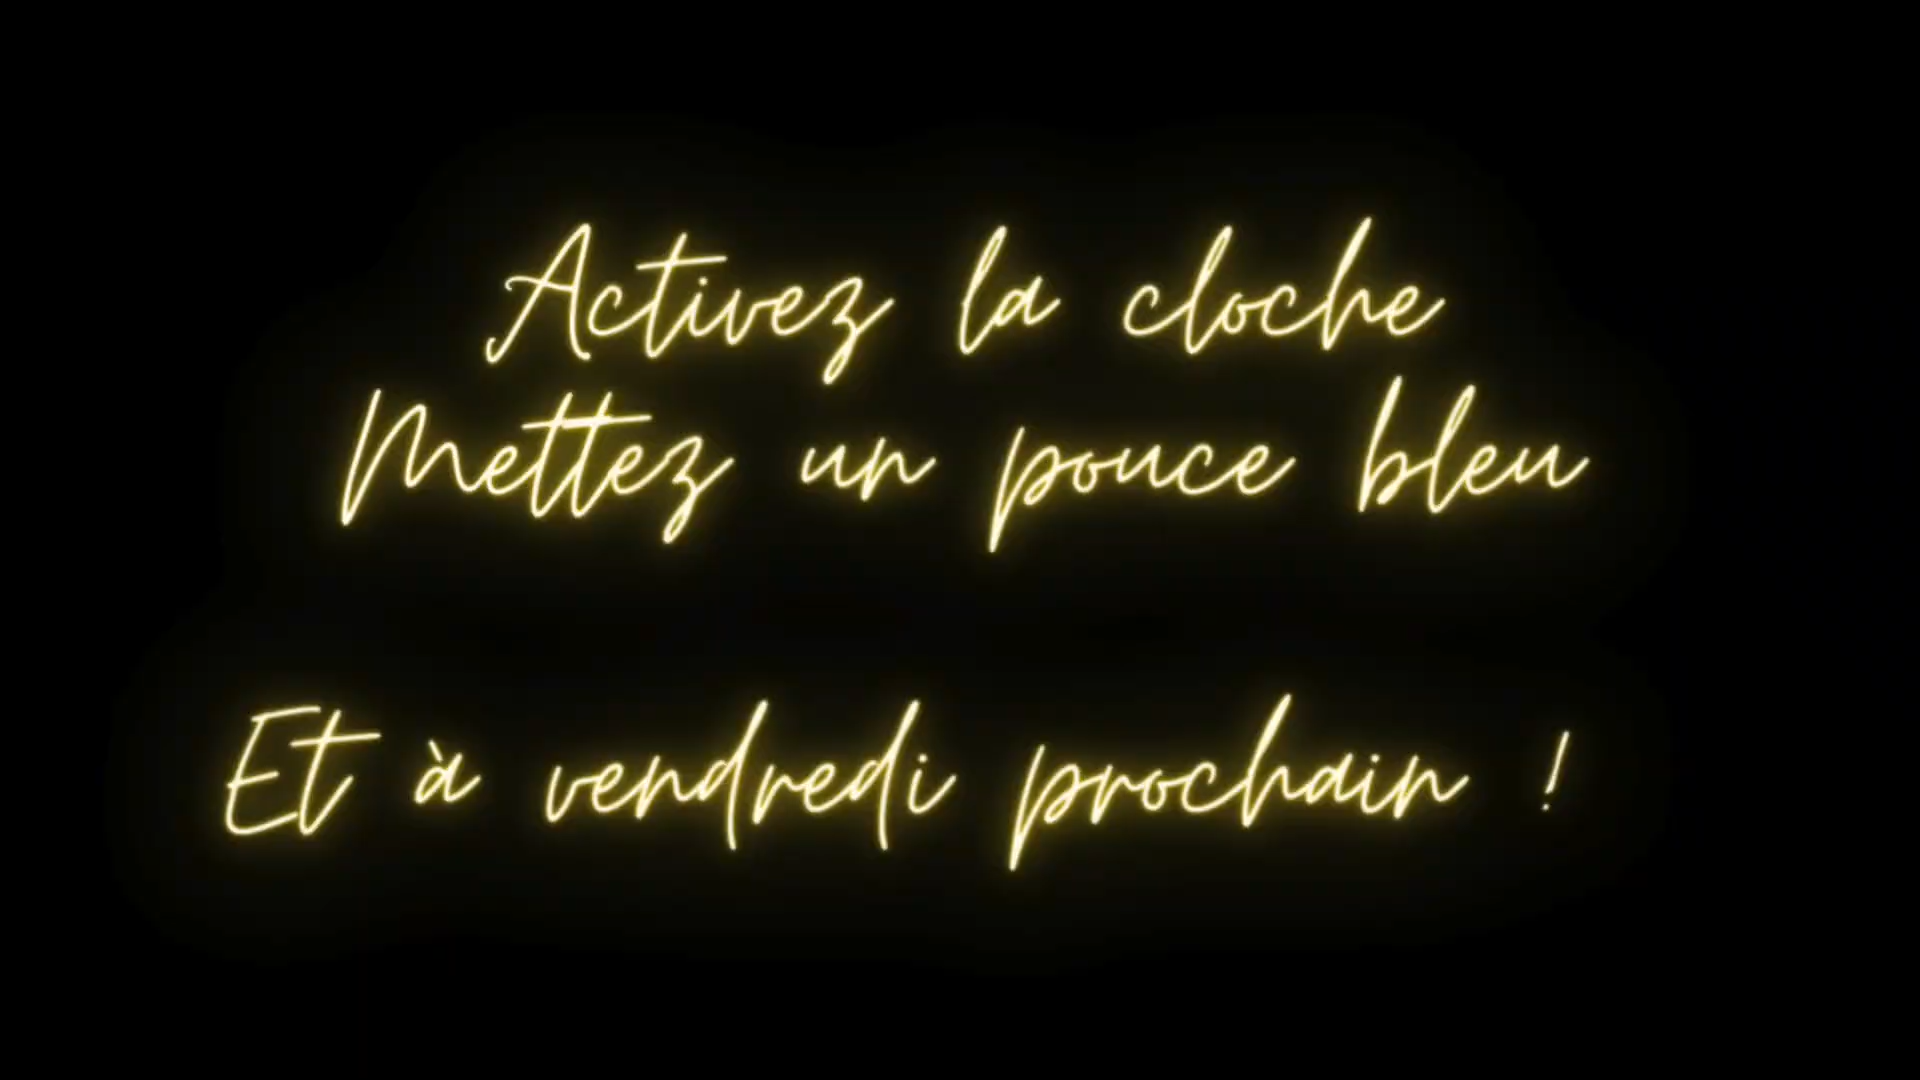 Activez la cloche
Mettez un pouce bleu
Et à vendredi prochain !